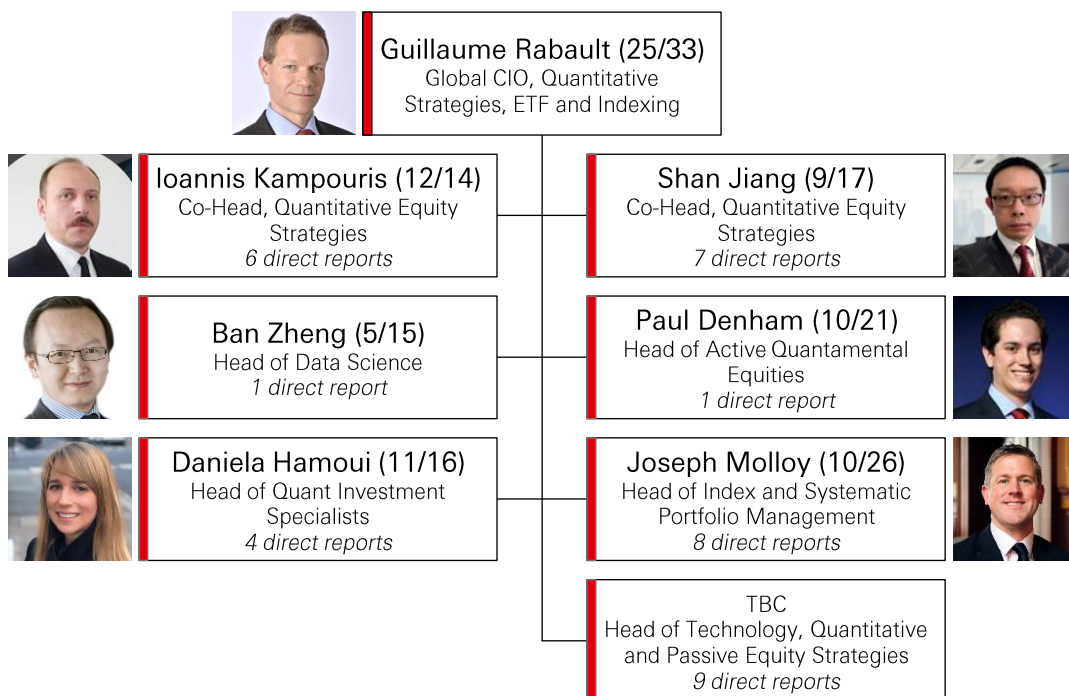 Guillaume Rabault (25/33)
Global CIO, Quantitative
Strategies, ETF and Indexing
Ioannis Kampouris (12/14)
Co-Head, Quantitative Equity
Strategies
6 direct reports
Shan Jiang (9/17)
Co-Head, Quantitative Equity
Strategies
7 direct reports
Ban Zheng (5/15)
Head of Data Science
1 direct report
Paul Denham (10/21)
Head of Active Quantamental
Equities
1 direct report
Daniela Hamoui (11/16)
Head of Quant Investment
Specialists
4 direct reports
Joseph Molloy (10/26)
Head of Index and Systematic
Portfolio Management
8 direct reports
TBC
Head of Technology, Quantitative
and Passive Equity Strategies
9 direct reports